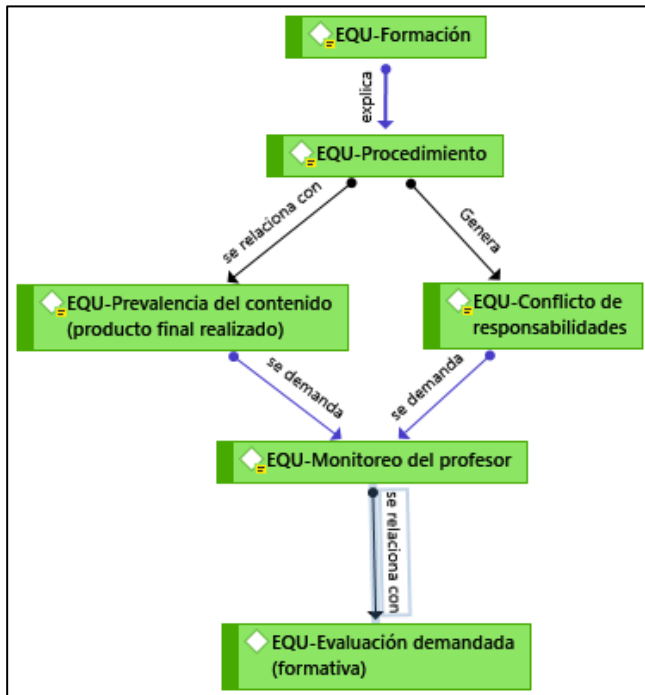 EQU-Formación
explica
EQU-Procedimiento
se relaciona con
Genera
EQU-Prevalencia del contenido
(producto final realizado)
EQU-Conflicto de
responsabilidades
se demanda
se demanda
EQU-Monitoreo del profesor
se relaciona con
EQU-Evaluación demandada
(formativa)